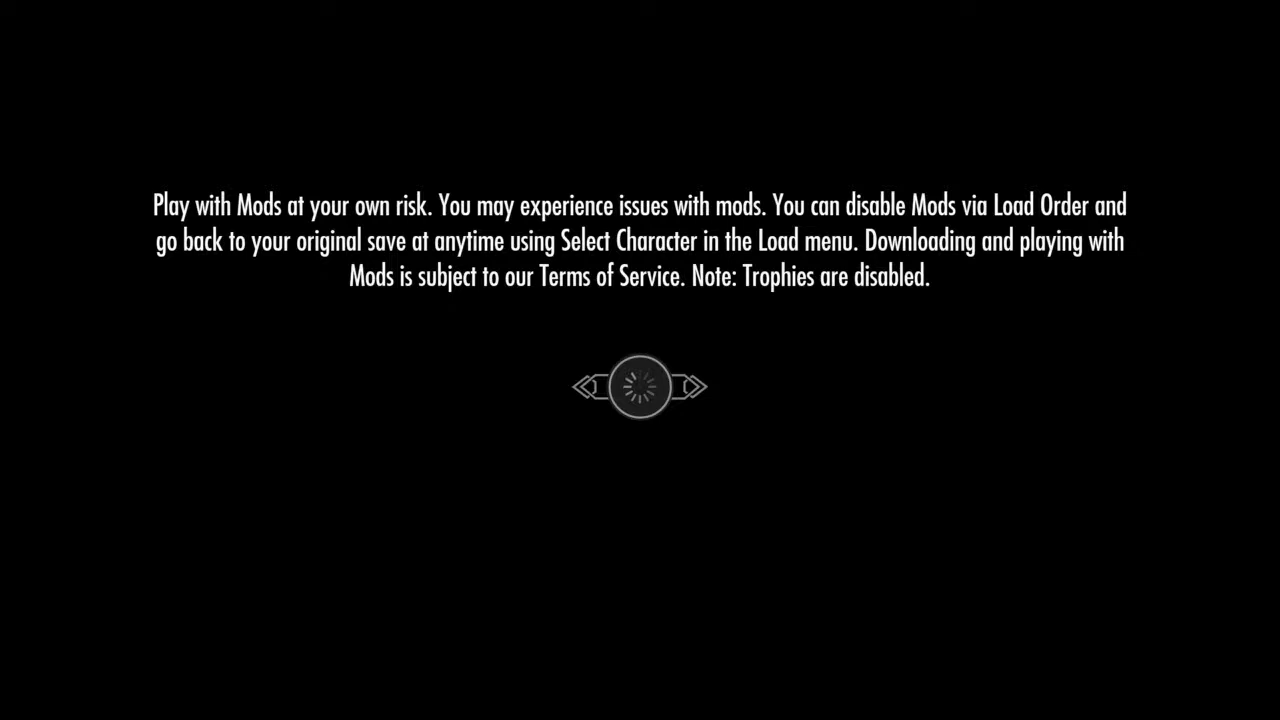 Play with Mods at your own risk. You may experience issues with mods. You can disable Mods via Load Order and
go back to your original save at anytime using Select Character in the Load menu. Downloading and playing with
Mods is subject to our Terms of Service. Note: Trophies are disabled.